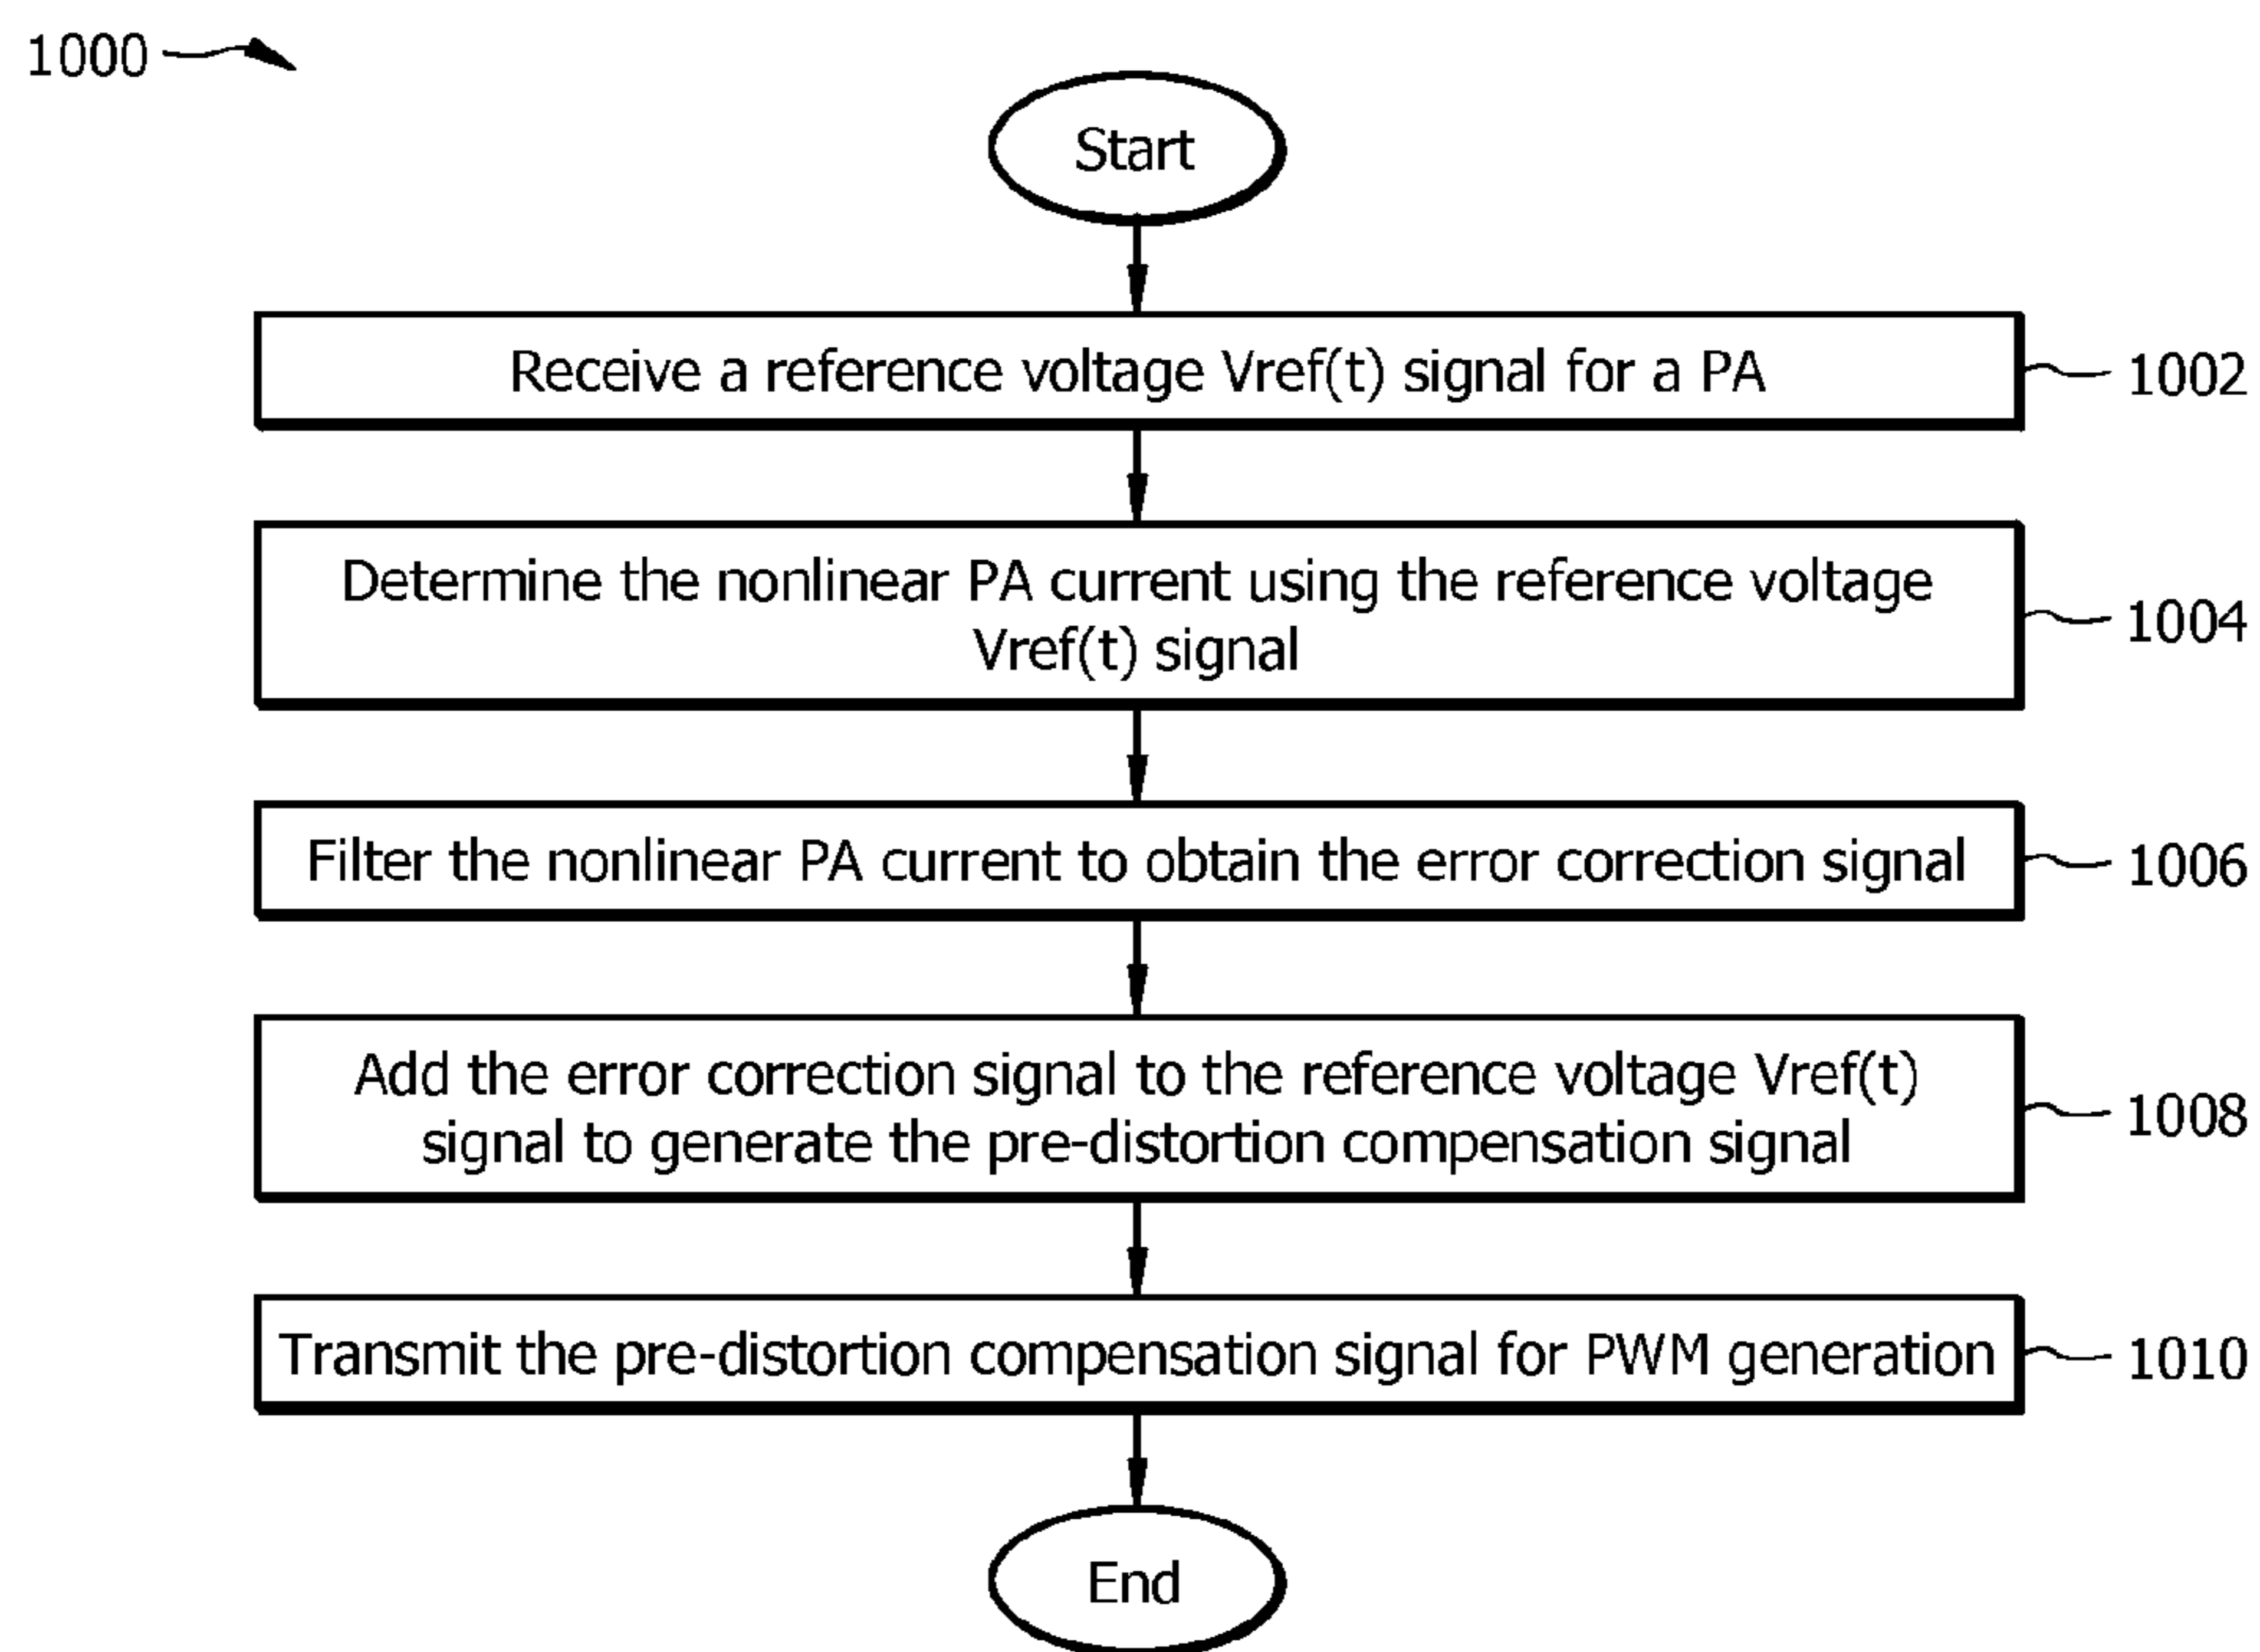 1000
Start
Receive a reference voltage Vref(t) signal for a PA
1002
Determine the nonlinear PA current using the reference voltage
Vref(t) signal
1004
Filter the nonlinear PA current to obtain the error correction signal
1006
Add the error correction signal to the reference voltage Vref(t)
signal to generate the pre-distortion compensation signal
1008
Transmit the pre-distortion compensation signal for PWM generation
1010
End